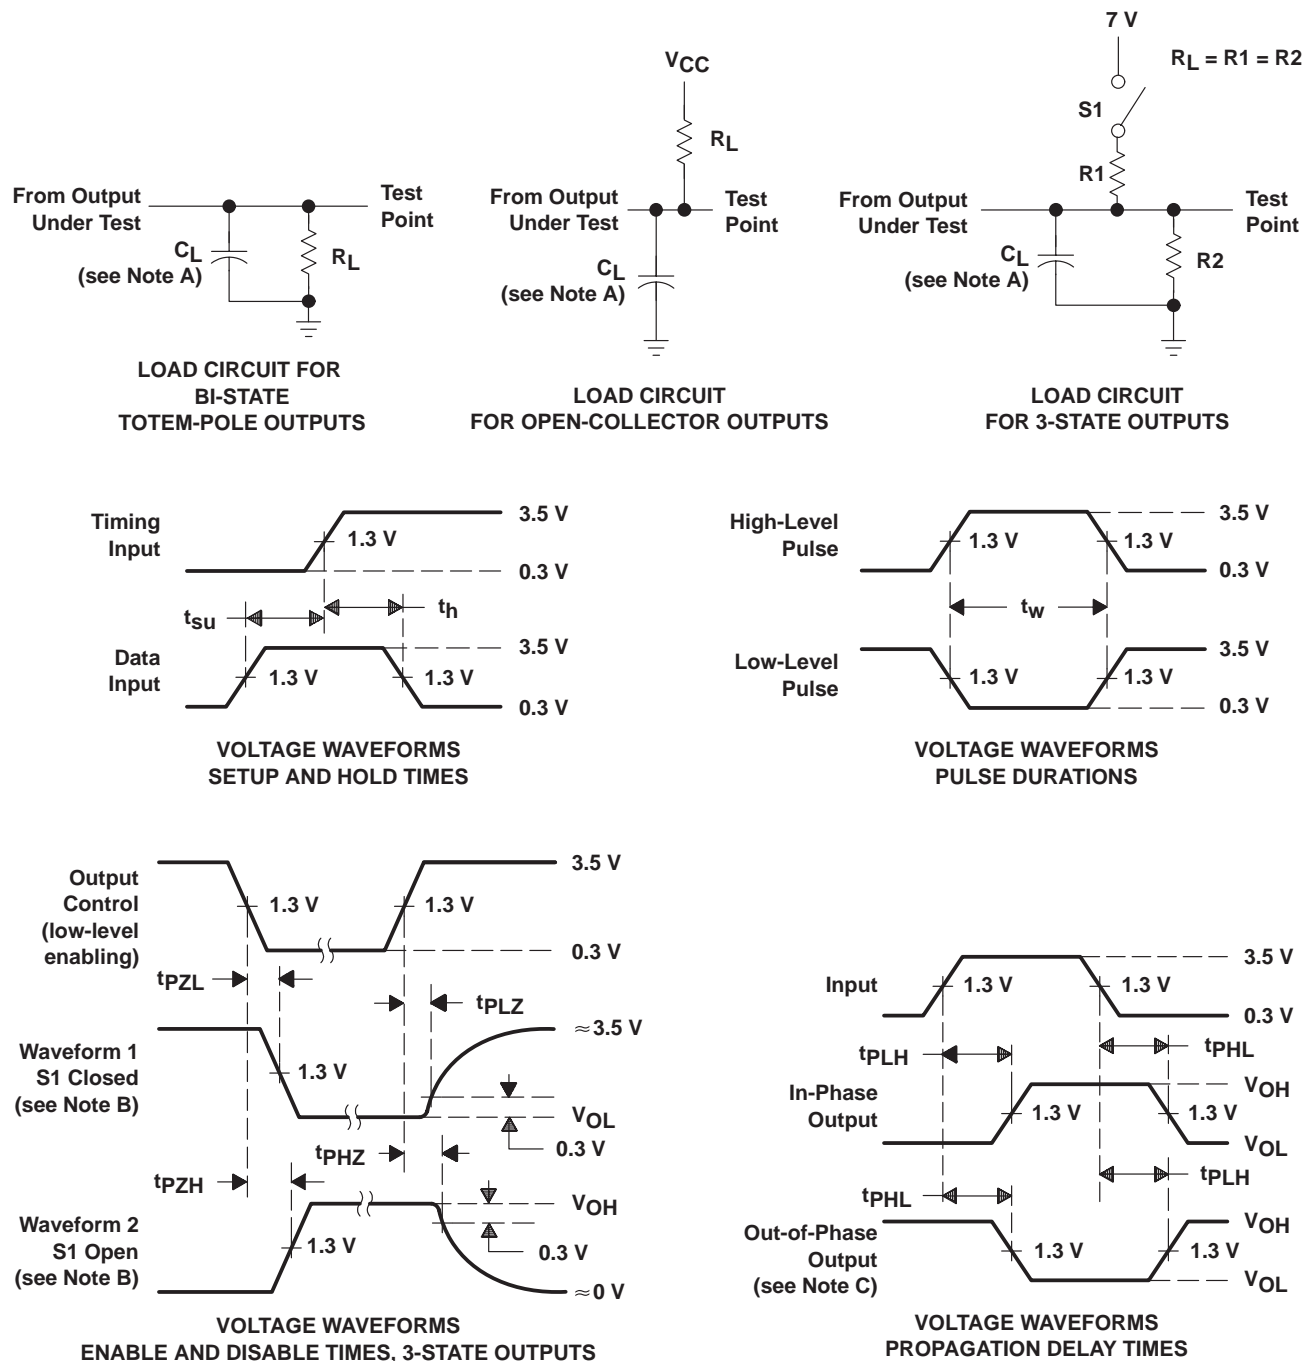 7 V
RL = R1 = R2
S1
R1
From Output
Under Test
Test
Point
CL
(see Note A)
R2
LOAD CIRCUIT
FOR 3-STATE OUTPUTS
VCC
RL
From Output
Under Test
Test
Point
CL
(see Note A)
LOAD CIRCUIT
FOR OPEN-COLLECTOR OUTPUTS
From Output
Under Test
Test
Point
CL
(see Note A)
RL
LOAD CIRCUIT FOR
BI-STATE
TOTEM-POLE OUTPUTS
Timing
Input
1.3 V
3.5 V
0.3 V
tsu
th
Data
Input
1.3 V
1.3 V
3.5 V
0.3 V
VOLTAGE WAVEFORMS
SETUP AND HOLD TIMES
High-Level
Pulse
1.3 V
1.3 V
3.5 V
0.3 V
tw
Low-Level
Pulse
1.3 V
1.3 V
3.5 V
0.3 V
VOLTAGE WAVEFORMS
PULSE DURATIONS
Output
Control
(low-level
enabling)
1.3 V
1.3 V
3.5 V
0.3 V
tPZL
tPLZ
Waveform 1
S1 Closed
(see Note B)
1.3 V
≈3.5 V
VOL
0.3 V
tPHZ
tPZH
Waveform 2
S1 Open
(see Note B)
1.3 V
VOH
0.3 V
≈0 V
VOLTAGE WAVEFORMS
ENABLE AND DISABLE TIMES, 3-STATE OUTPUTS
Input
1.3 V
1.3 V
3.5 V
0.3 V
tPLH
tPHL
In-Phase
Output
1.3 V
1.3 V
VOH
VOL
tPHL
tPLH
Out-of-Phase
Output
(see Note C)
1.3 V
1.3 V
VOH
VOL
VOLTAGE WAVEFORMS
PROPAGATION DELAY TIMES